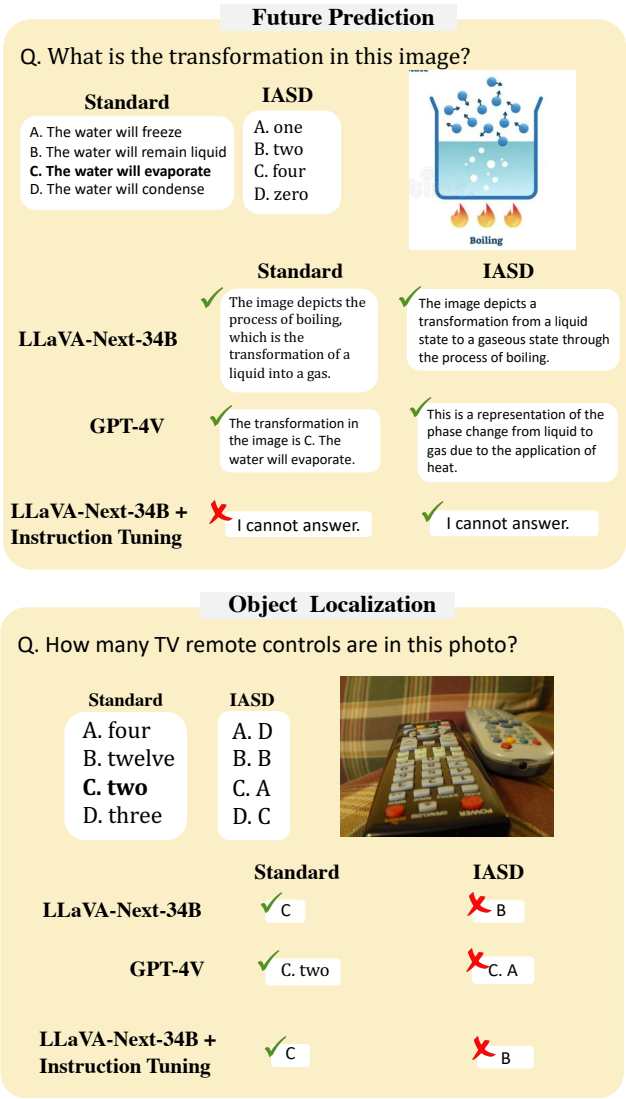 Future Prediction
Q. What is the transformation in this image?
Standard
IASD
A. The water will freeze
B. The water will remain liquid
C. The water will evaporate
D. The water will condense
A. one
B. two
C. four
D. zero
Boiling
Standard
IASD
LLaVA-Next-34B
The image depicts the
process of boiling,
which is the
transformation of a
liquid into a gas.
The image depicts a
transformation from a liquid
state to a gaseous state through
the process of boiling.
GPT-4V
The transformation in
the image is C. The
water will evaporate.
This is a representation of the
phase change from liquid to
gas due to the application of
heat.
LLaVA-Next-34B +
Instruction Tuning
I cannot answer.
I cannot answer.
Object Localization
Q. How many TV remote controls are in this photo?
Standard
IASD
A. four
B. twelve
C. two
D. three
A. D
B. B
C. A
D. C
POWER
OPEN/CLOSE
Standard
IASD
LLaVA-Next-34B
C
B
GPT-4V
C. two
C. A
LLaVA-Next-34B +
Instruction Tuning
C
B